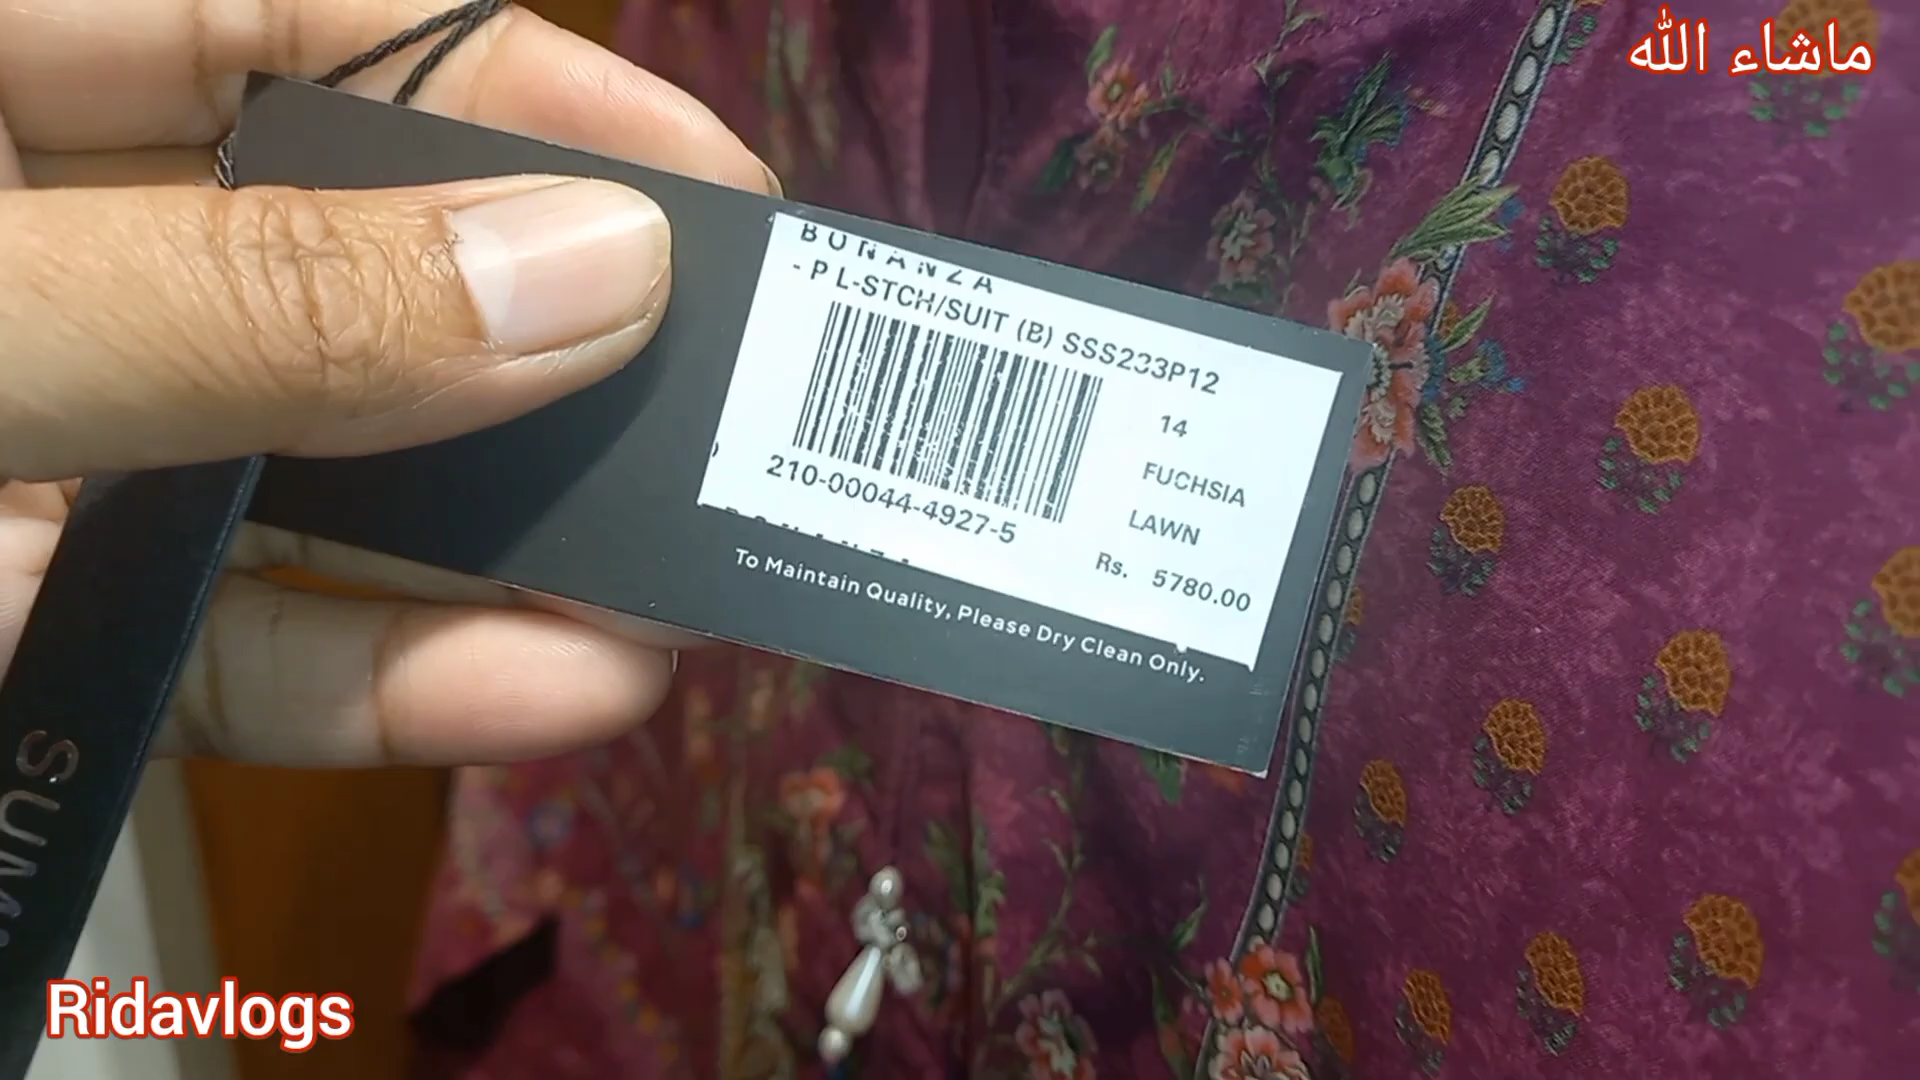 ماشاء الله
BONANZA
- P L-STCH/SUIT (B) SSS233P12
14
FUCHSIA
LAWN
210-00044-4927-5
Rs. 5780.00
To Maintain Quality, Please Dry Clean Only.
Ridavlogs